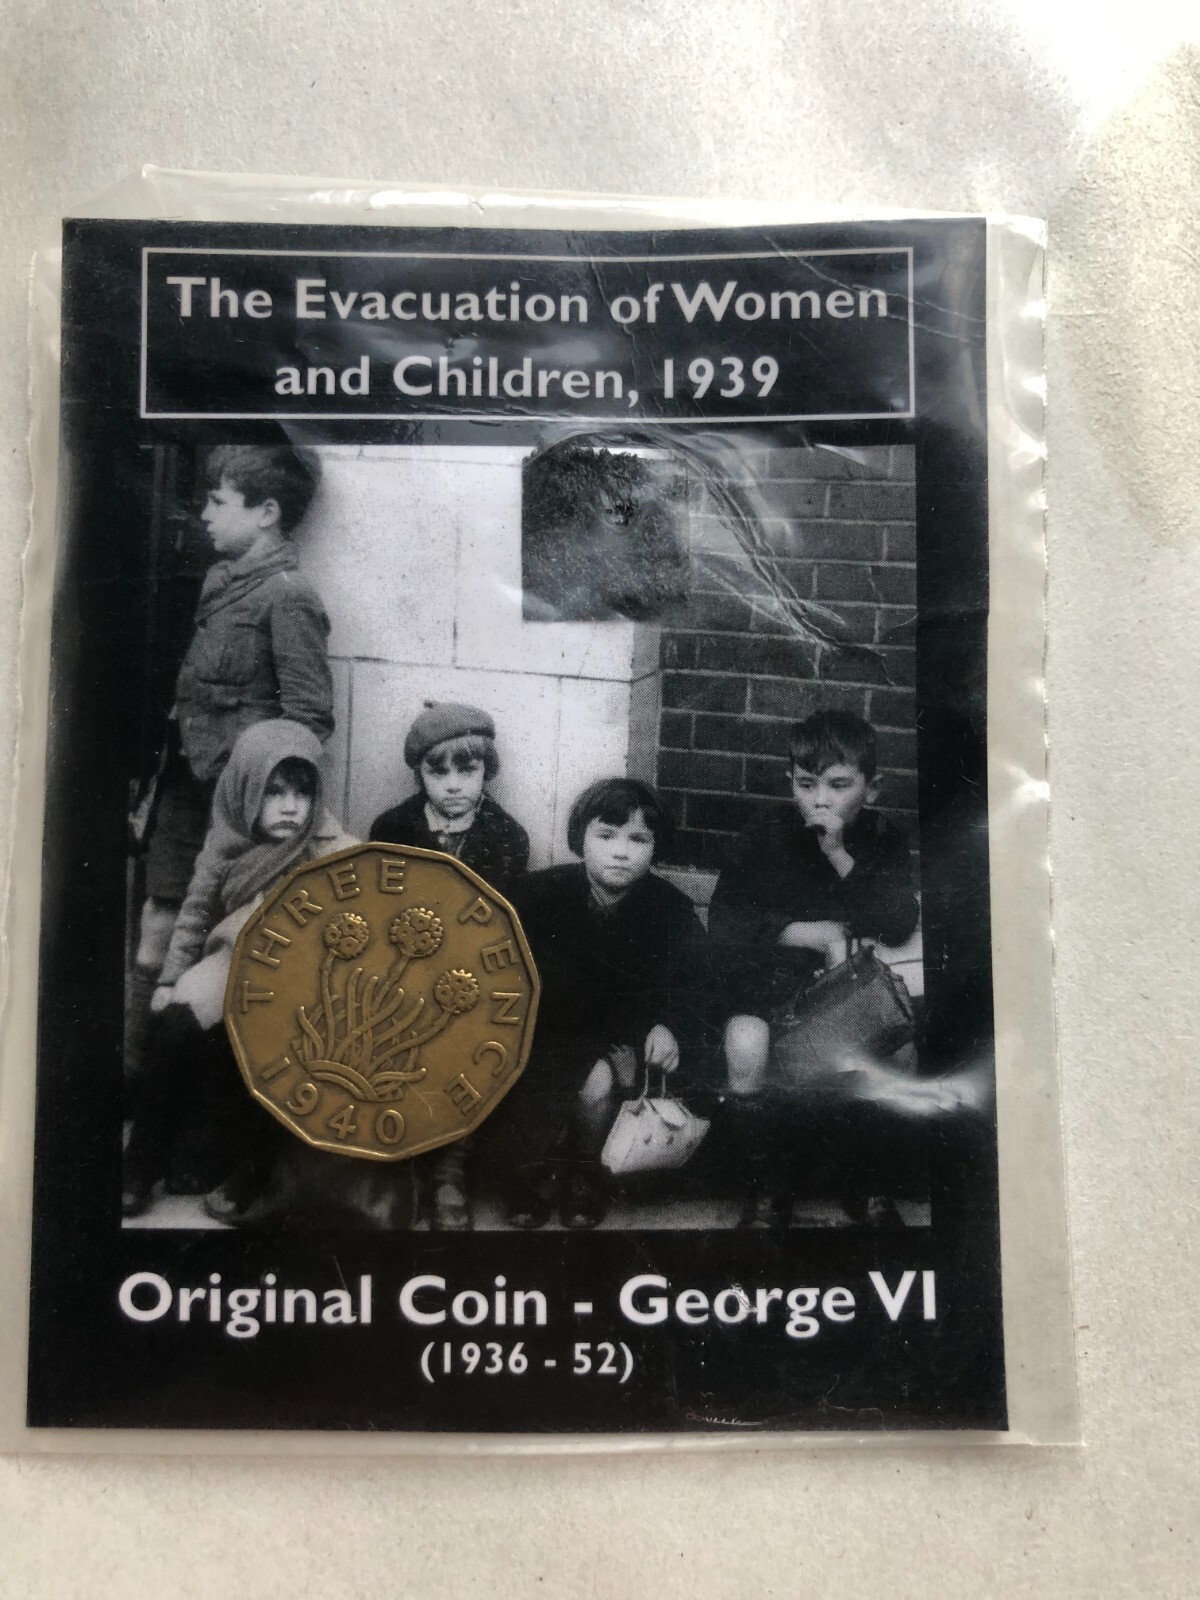 The Evacuation of Women
and Children, 1939
THREE PENCE
1940
Original Coin - George VI
(1936 - 52)